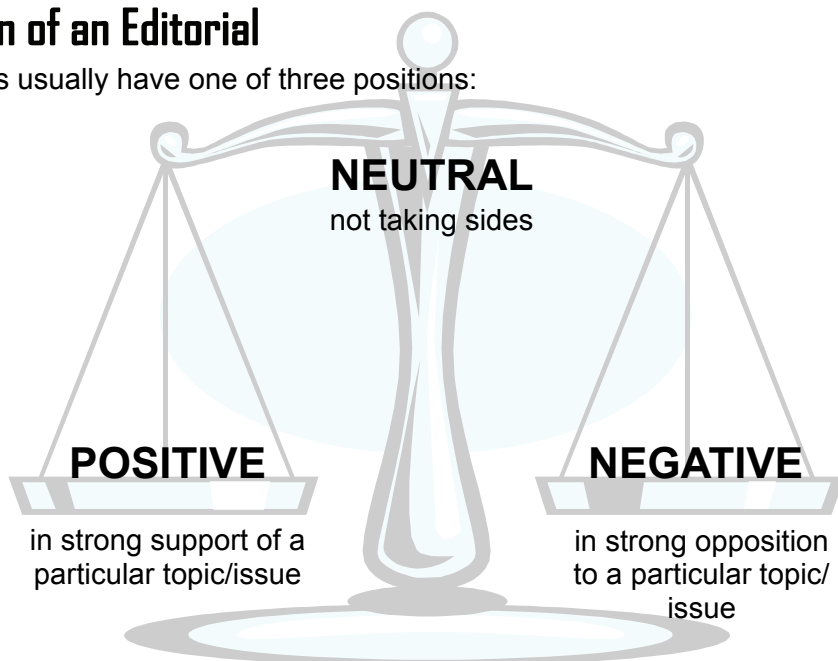 of an Editorial
usually have one of three positions:
NEUTRAL
not taking sides
POSITIVE
NEGATIVE
in strong support of a
particular topic/issue
in strong opposition
to a particular topic/
issue